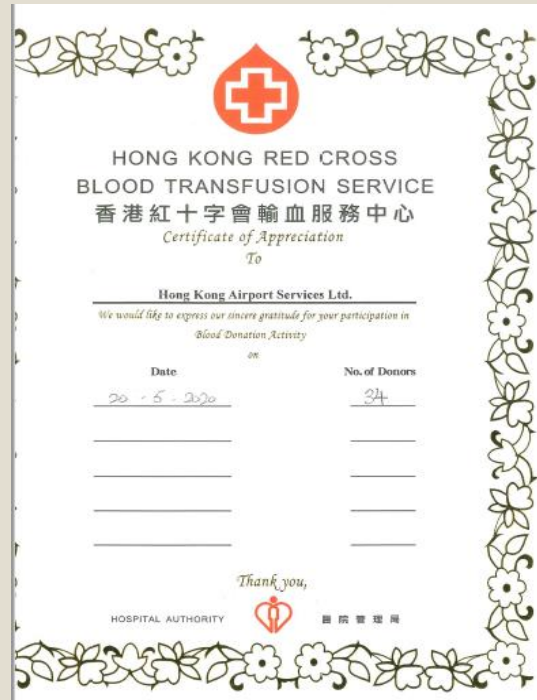 HONG KONG RED CROSS
BLOOD TRANSFUSION SERVICE
香港紅十字會輸血服務中心
Certificate of Appreciation
To
Hong Kong Airport Services Ltd.
We would like to express our sincere gratitude for your participation in
Blood Donation Activity
on
Date No. of Donors
20 - 5 - 2020 34
Thank you,
HOSPITAL AUTHORITY 醫院管理局